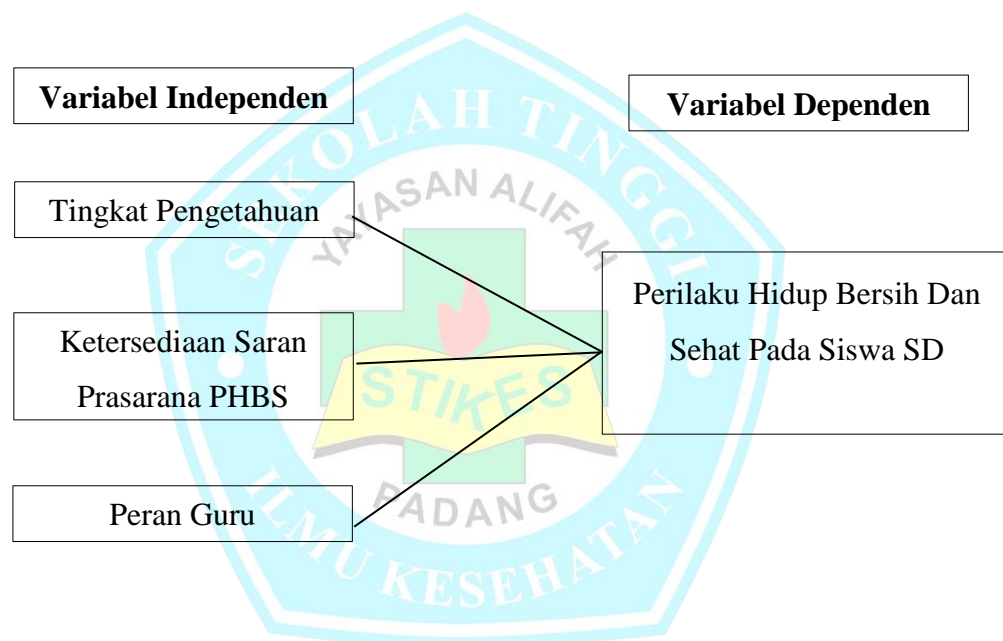 Variabel Independen
Variabel Dependen
Tingkat Pengetahuan
Ketersediaan Saran
Prasarana PHBS
Peran Guru
Perilaku Hidup Bersih Dan
Sehat Pada Siswa SD
SEKOLAH TINGGI
YAYASAN ALIFAH
STIKES
PADANG
ILMU KESEHATAN